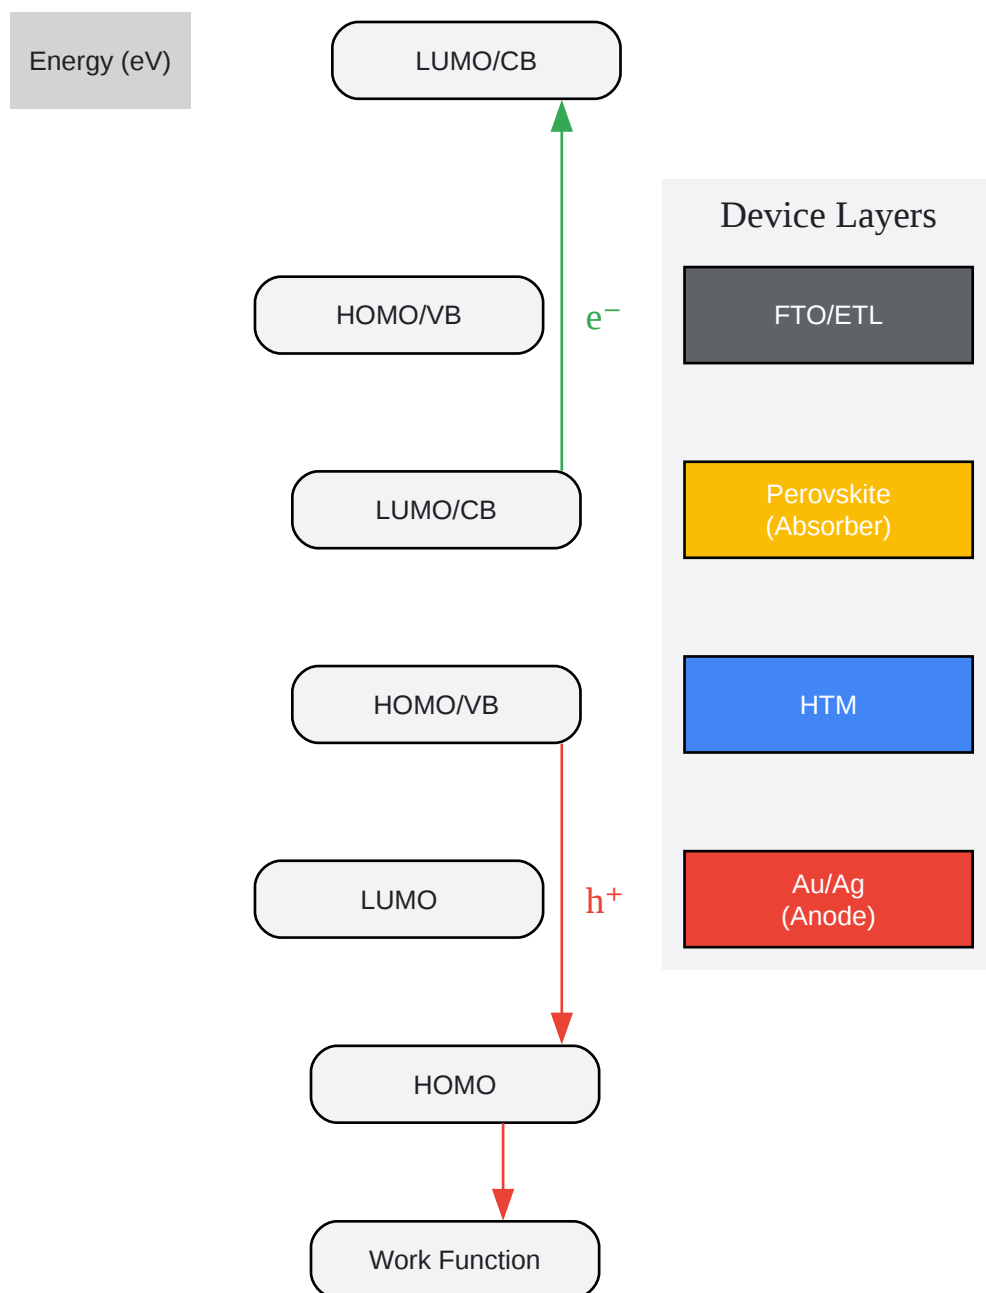 Energy (eV)
LUMO/CB
Device Layers
HOMO/VB
e⁻
FTO/ETL
LUMO/CB
Perovskite
(Absorber)
HOMO/VB
HTM
LUMO
h⁺
Au/Ag
(Anode)
HOMO
Work Function